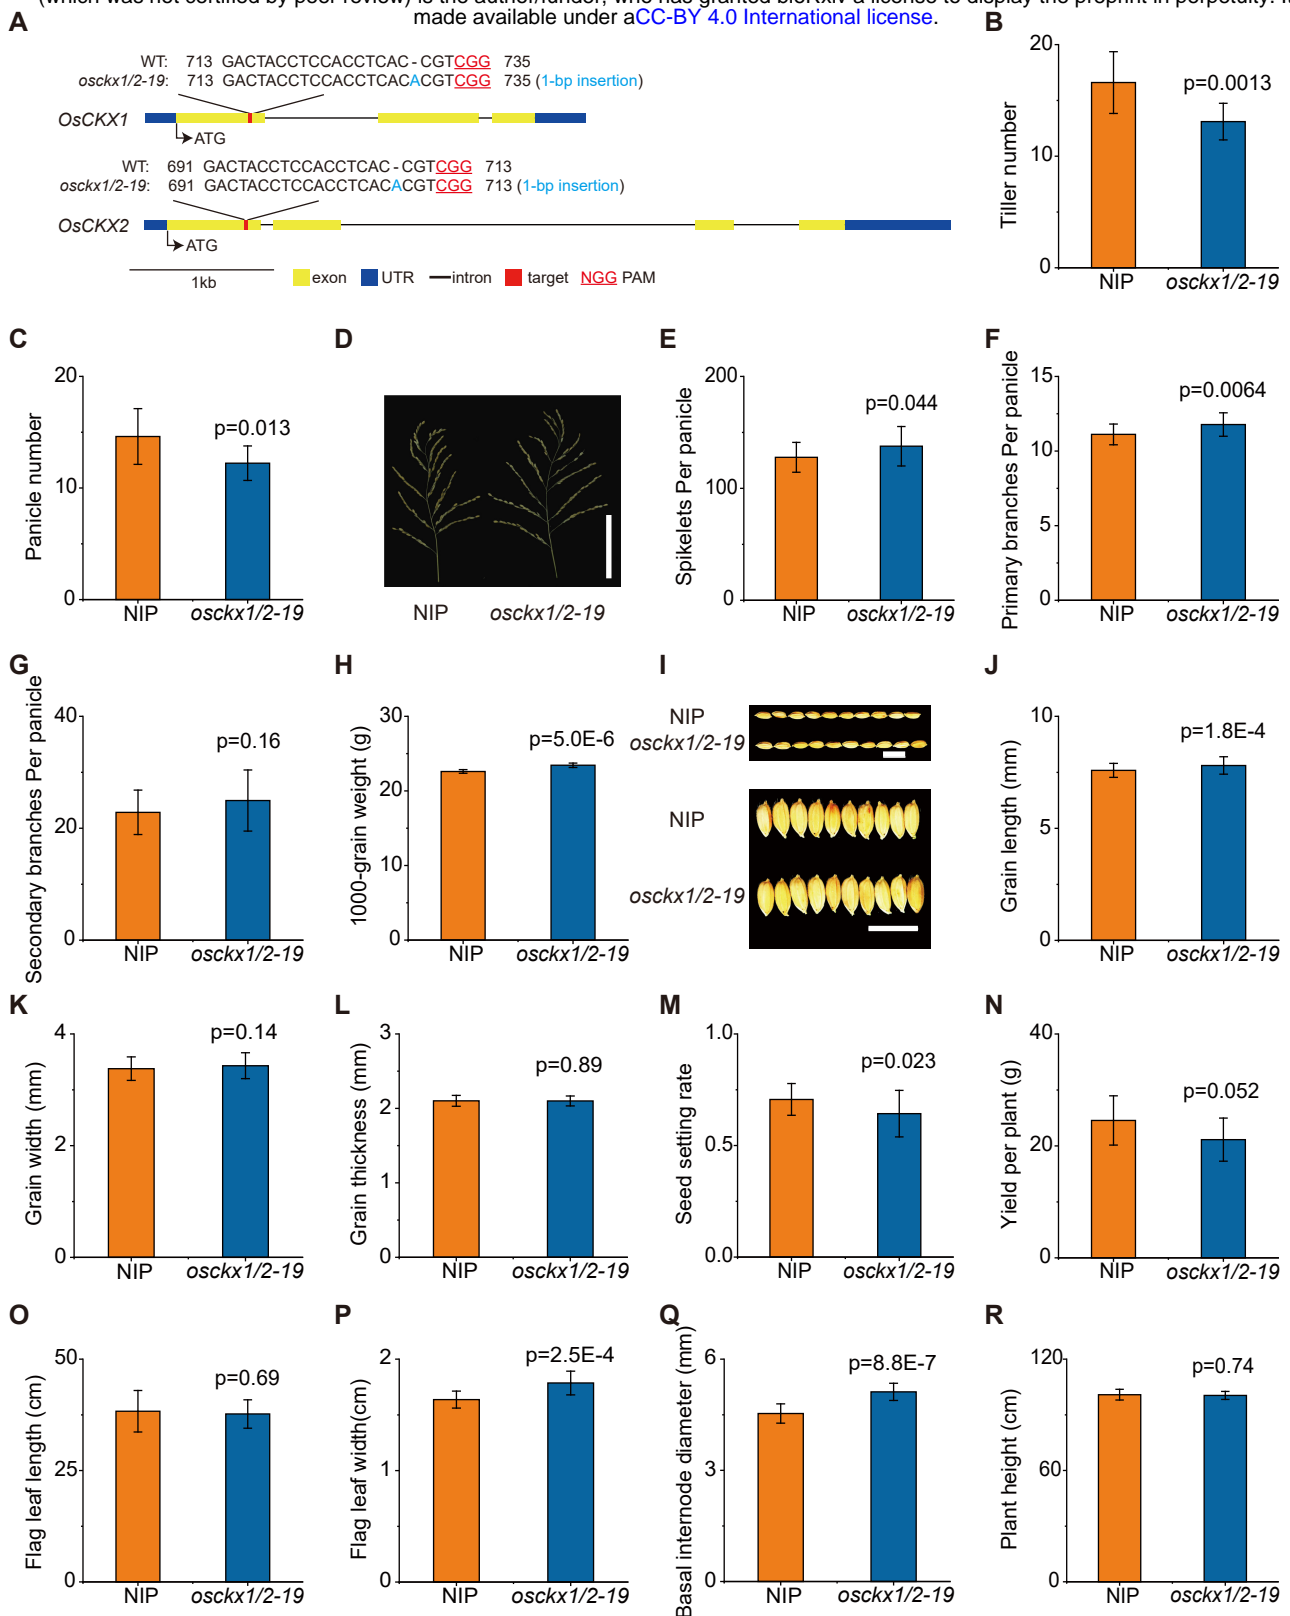 made available under aCC-BY 4.0 International license.
A
WT: 713 GACTACCTCCACCTCAC-CGTCGG 735
osckx1/2-19: 713 GACTACCTCCACCTCACACGTCGG 735 (1-bp insertion)
OsCKX1
ATG
WT: 691 GACTACCTCCACCTCAC-CGTCGG 713
osckx1/2-19: 691 GACTACCTCCACCTCACACGTCGG 713 (1-bp insertion)
OsCKX2
ATG
1kb
exon UTR intron target NGG PAM
B
Tiller number
20
10
0
p=0.0013
NIP osckx1/2-19
C
Panicle number
20
10
0
p=0.013
NIP osckx1/2-19
D
NIP osckx1/2-19
E
Spikelets Per panicle
200
100
0
p=0.044
NIP osckx1/2-19
F
Primary branches Per panicle
15
10
5
0
p=0.0064
NIP osckx1/2-19
G
Secondary branches Per panicle
40
20
0
p=0.16
NIP osckx1/2-19
H
1000-grain weight (g)
30
20
10
0
p=5.0E-6
NIP osckx1/2-19
I
NIP
osckx1/2-19
NIP
osckx1/2-19
J
Grain length (mm)
10
5
0
p=1.8E-4
NIP osckx1/2-19
K
Grain width (mm)
4
2
0
p=0.14
NIP osckx1/2-19
L
Grain thickness (mm)
3
2
1
0
p=0.89
NIP osckx1/2-19
M
Seed setting rate
1.0
0.5
0.0
p=0.023
NIP osckx1/2-19
N
Yield per plant (g)
40
20
0
p=0.052
NIP osckx1/2-19
O
Flag leaf length (cm)
50
25
0
p=0.69
NIP osckx1/2-19
P
Flag leaf width(cm)
2
1
0
p=2.5E-4
NIP osckx1/2-19
Q
Basal internode diameter (mm)
6
3
0
p=8.8E-7
NIP osckx1/2-19
R
Plant height (cm)
120
60
0
p=0.74
NIP osckx1/2-19